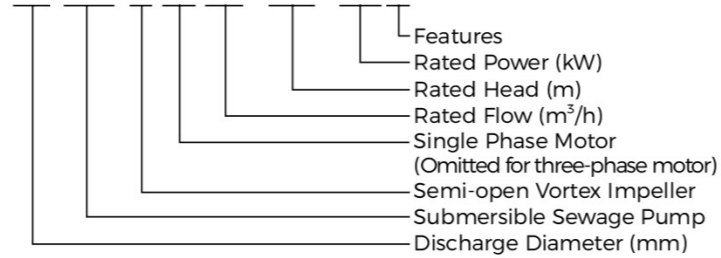 Features
Rated Power (kW)
Rated Head (m)
Rated Flow (m³/h)
Single Phase Motor
(Omitted for three-phase motor)
Semi-open Vortex Impeller
Submersible Sewage Pump
Discharge Diameter (mm)